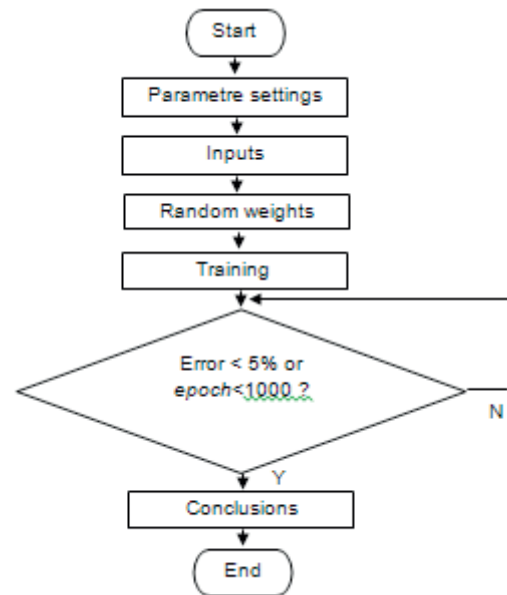 Start
Parametre settings
Inputs
Random weights
Training
Error < 5% or
epoch<1000 ?
N
Y
Conclusions
End